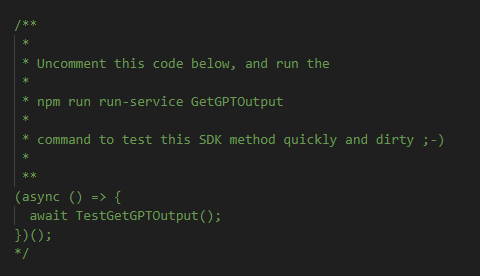 /**
 *
 * Uncomment this code below, and run the
 *
 * npm run run-service GetGPTOutput
 *
 * command to test this SDK method quickly and dirty ;-)
 *
 **
(async () => {
  await TestGetGPTOutput();
})();
*/